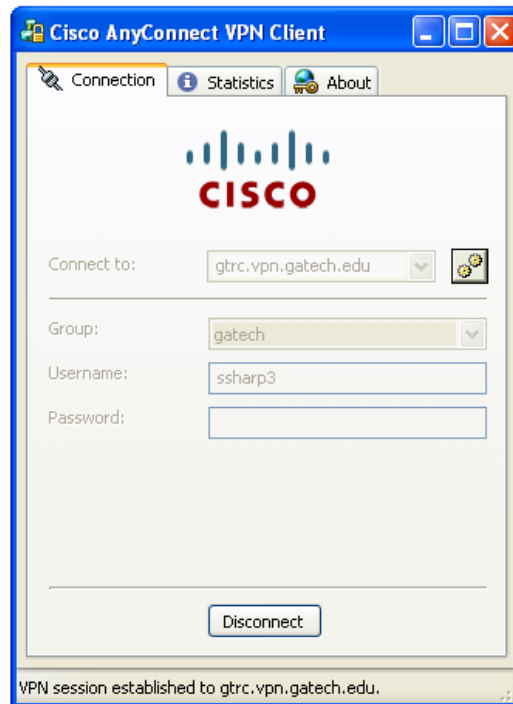 Cisco AnyConnect VPN Client
Connection Statistics About
CISCO
Connect to: gtrc.vpn.gatech.edu
Group: gatech
Username: ssharp3
Password:
Disconnect
VPN session established to gtrc.vpn.gatech.edu.